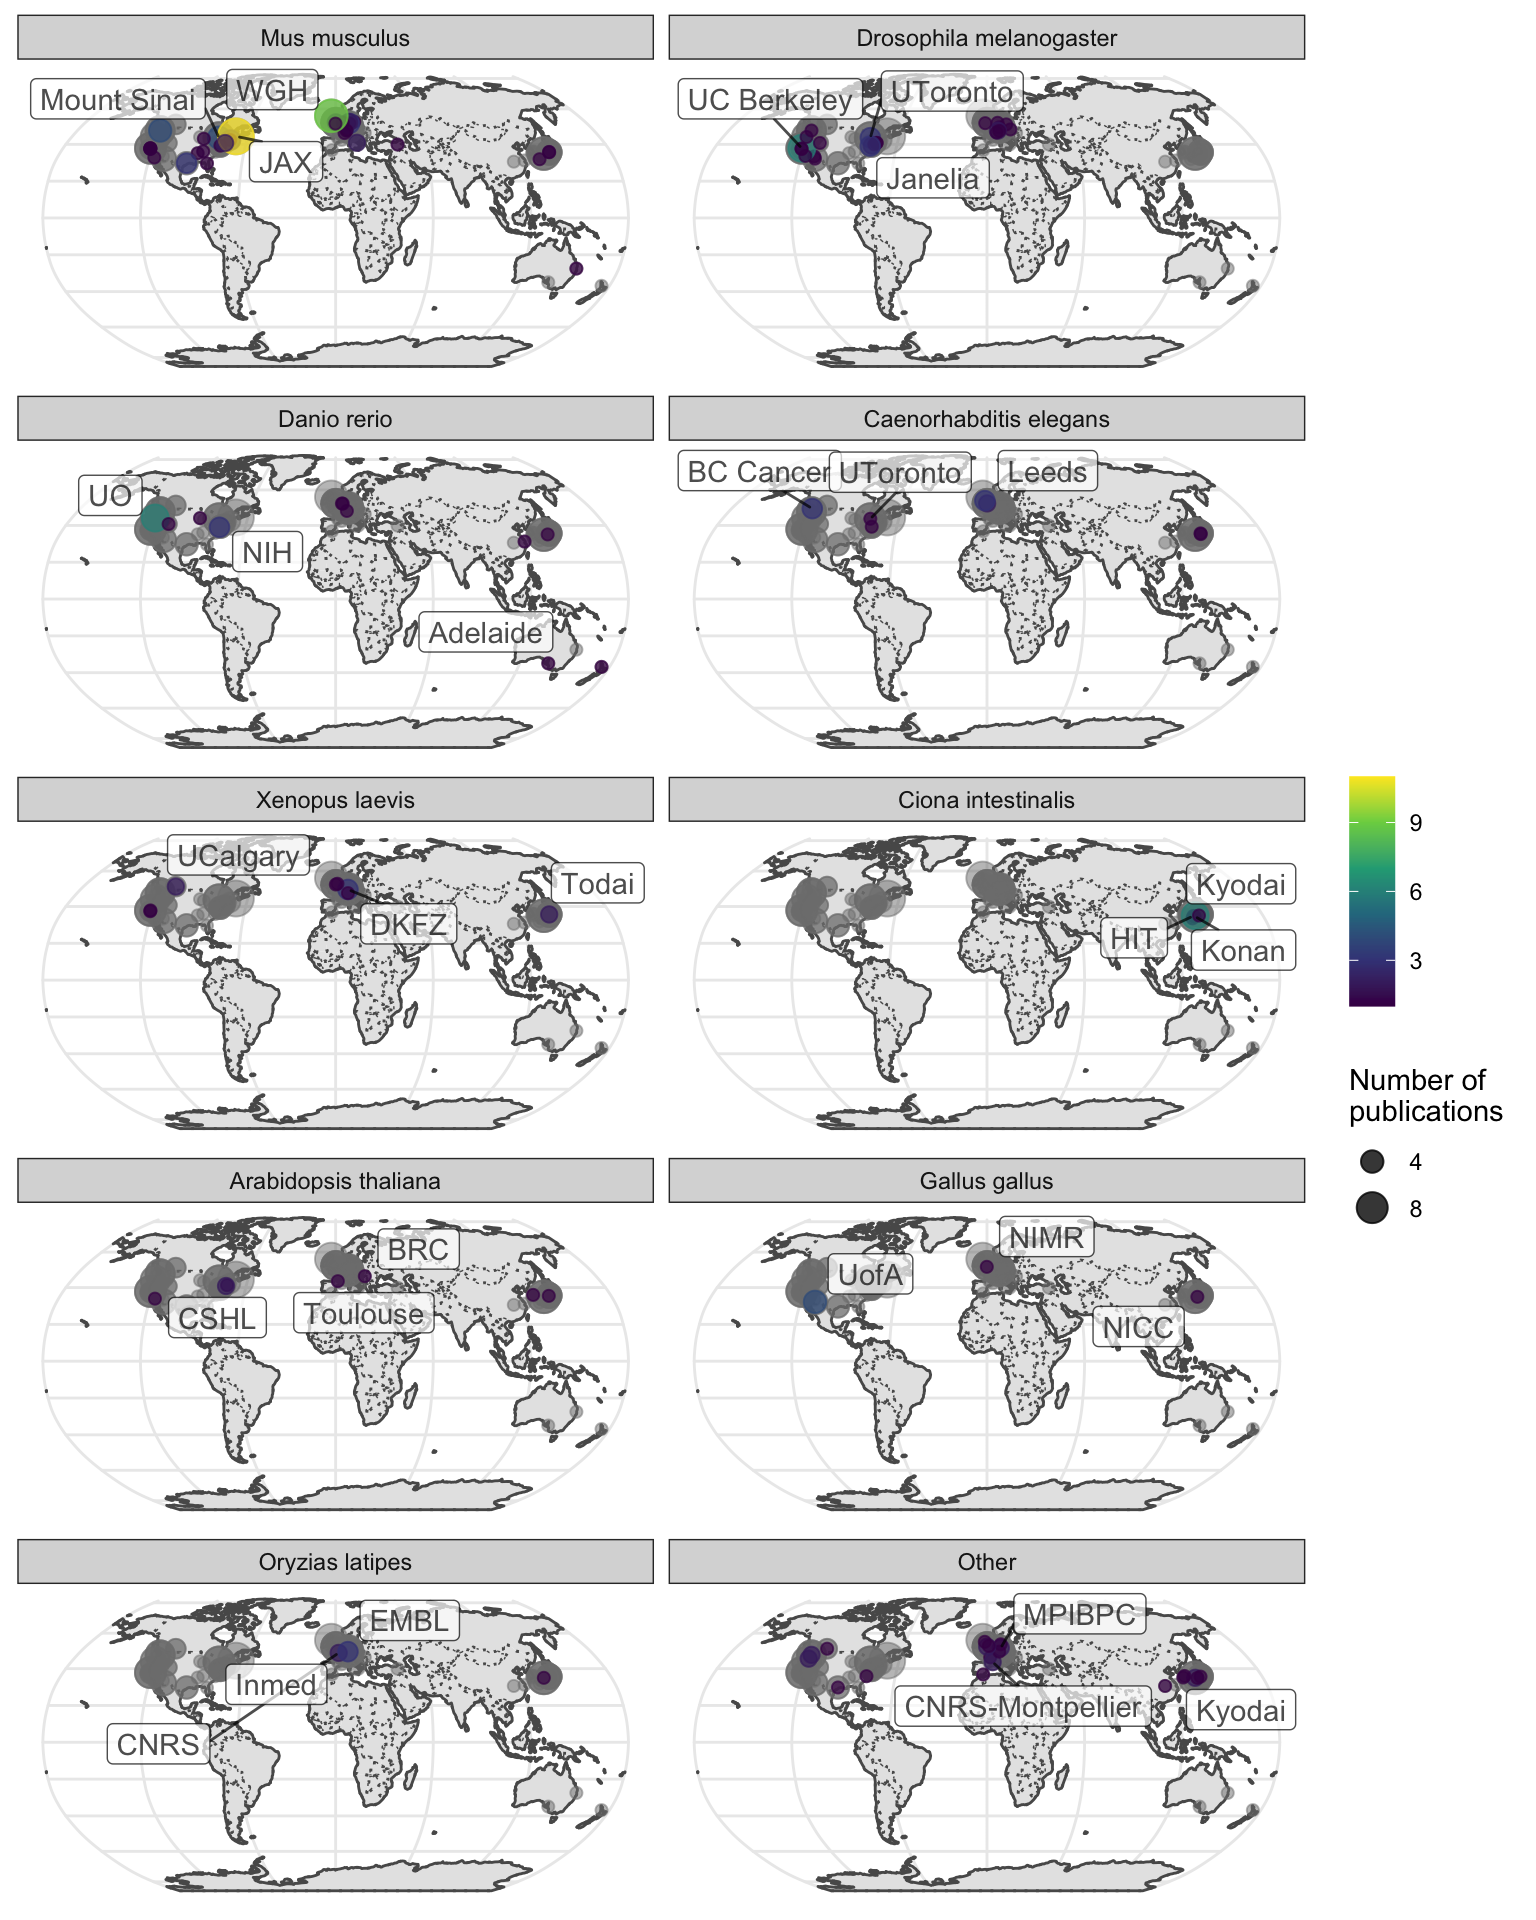 Mus musculus
Drosophila melanogaster
Mount Sinai
WGH
JAX
UC Berkeley
UToronto
Janelia
Danio rerio
Caenorhabditis elegans
UO
NIH
Adelaide
BC Cancer
UToronto
Leeds
Xenopus laevis
Ciona intestinalis
UCalgary
DKFZ
Todai
Kyodai
HIT
Konan
9
6
3
Number of
publications
4
8
Arabidopsis thaliana
Gallus gallus
BRC
CSHL
Toulouse
NIMR
UofA
NICC
Oryzias latipes
Other
EMBL
Inmed
CNRS
MPIBPC
CNRS-Montpellier
Kyodai